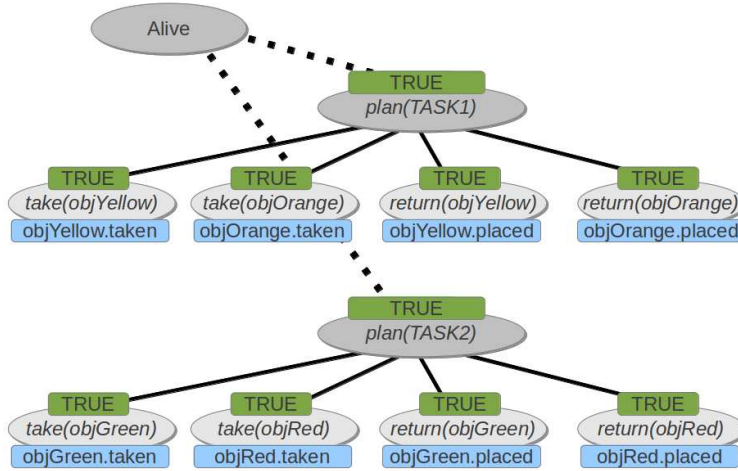 Alive
TRUE
plan(TASK1)
TRUE TRUE TRUE TRUE
take(objYellow) take(objOrange) return(objYellow) return(objOrange)
objYellow.taken objOrange.taken objYellow.placed objOrange.placed
TRUE
plan(TASK2)
TRUE TRUE TRUE TRUE
take(objGreen) take(objRed) return(objGreen) return(objRed)
objGreen.taken objRed.taken objGreen.placed objRed.placed